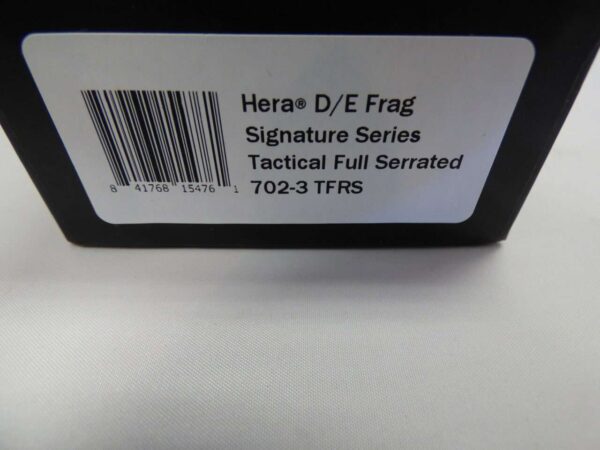 Hera® D/E Frag
Signature Series
Tactical Full Serrated
702-3 TFRS
8 41768 15476 1